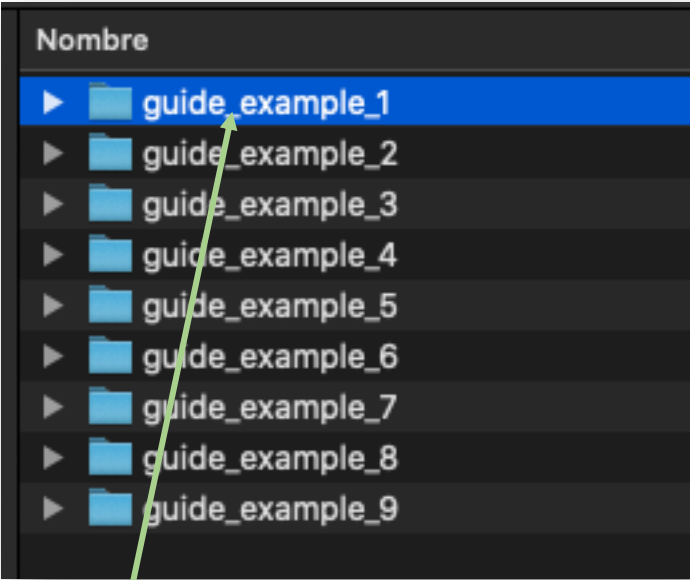 Nombre
guide_example_1
guide_example_2
guide_example_3
guide_example_4
guide_example_5
guide_example_6
guide_example_7
guide_example_8
guide_example_9